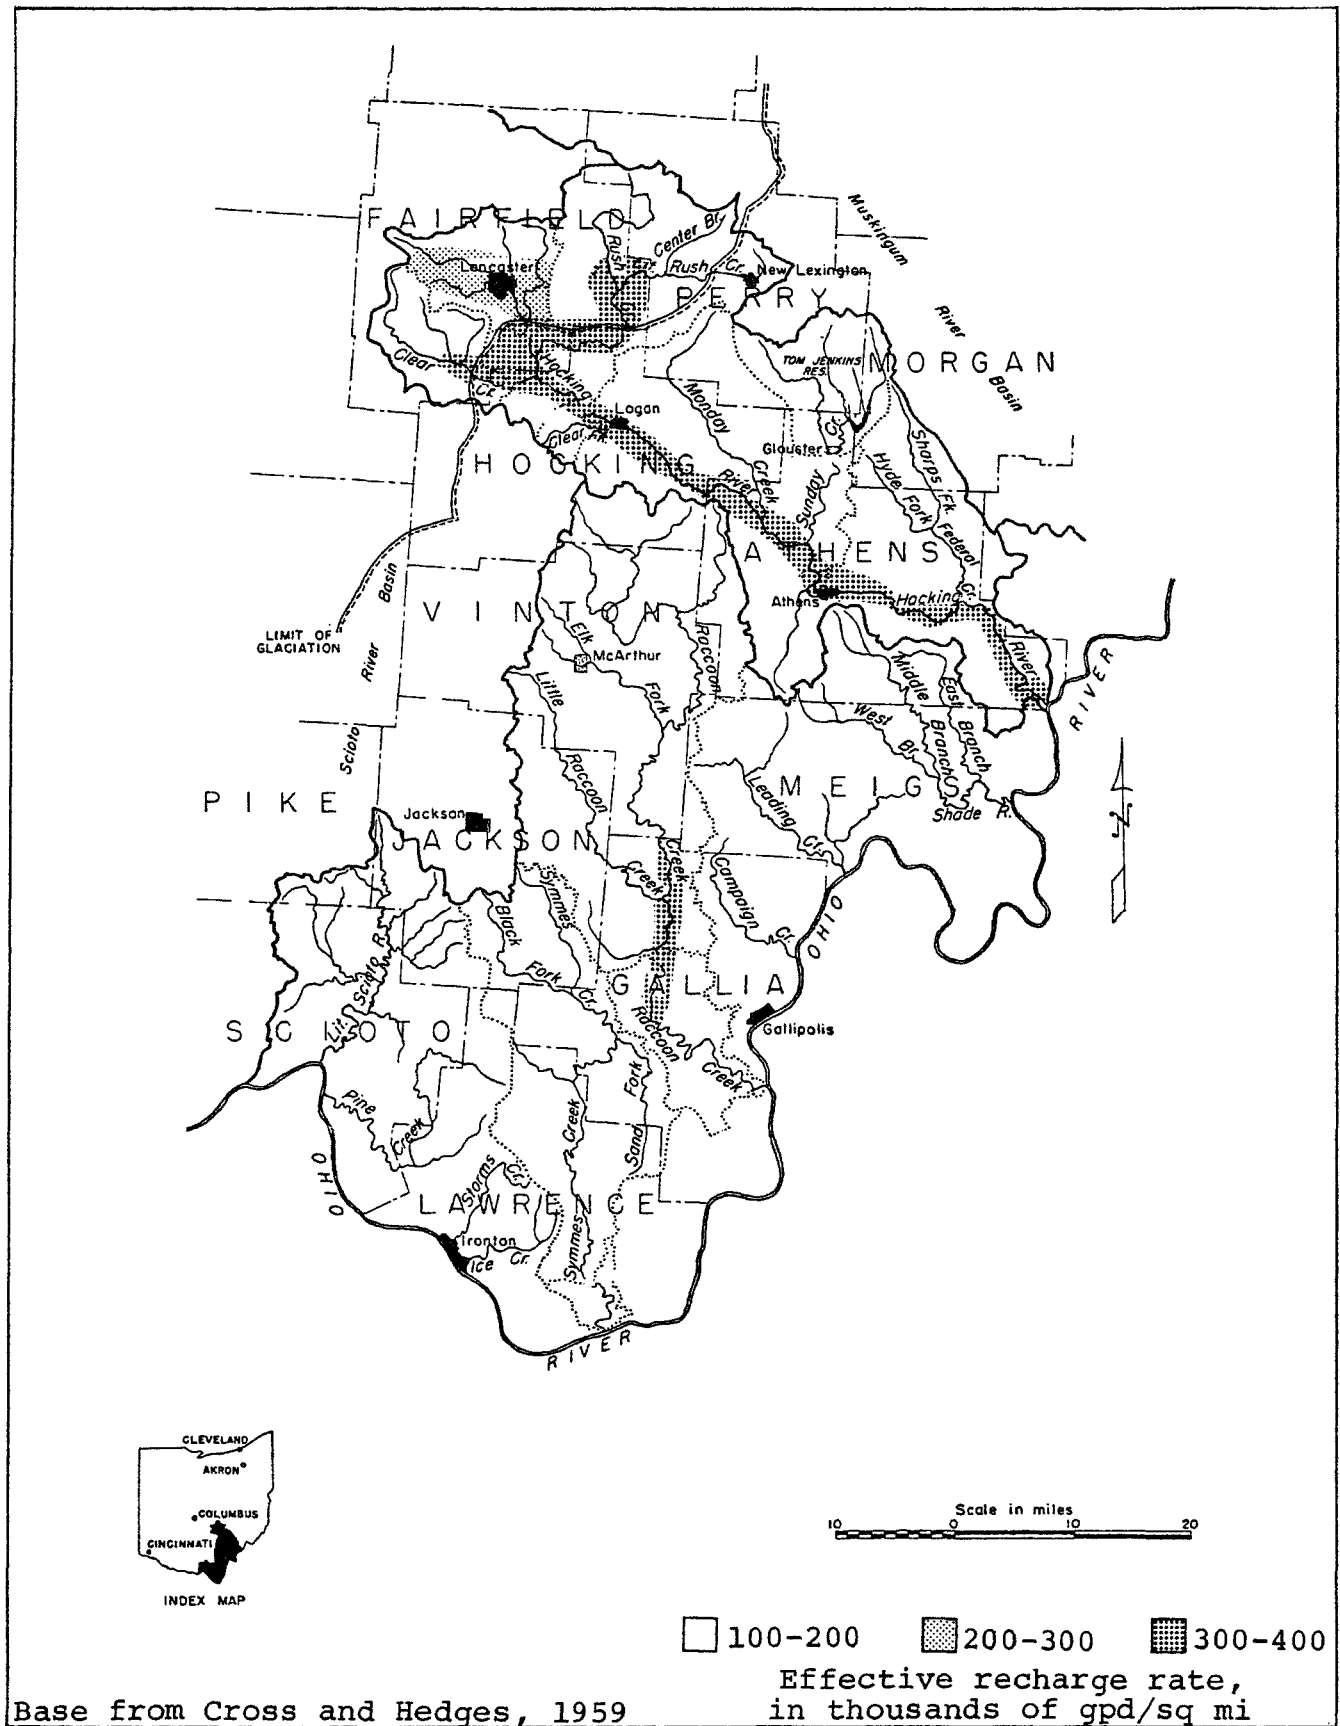 Muskingum
River
Basin
FAIRFIELD
Center Br.
Rush
Cr.
Rush Cr.
New Lexington
Lancaster
PERRY
MORGAN
TOM JENKINS
RES.
Clear
Cr.
Hocking
Monday
Creek
Logan
Clear Fk.
Cr.
Glouster
Sunday
Hyde Fork
Sharps Fk.
Federal
Cr.
HOCKING
River
ATHENS
Athens
Hocking
River
LIMIT OF
GLACIATION
Basin
River
Scioto
VINTON
Elk
McArthur
Fork
Raccoon
Little
Raccoon
Creek
Middle
Branch
East
Branch
West
Br.
Shade R.
RIVER
MEIGS
Leading
Cr.
PIKE
Jackson
JACKSON
Creek
Campaign
Cr.
OHIO
Symmes
Black
Fork
Cr.
GALLIA
Gallipolis
Raccoon
Creek
SCIOTO
Lit. Scioto R.
Pine
Creek
Fork
Sand
Creek
Symmes
Storms
Cr.
OHIO
LAWRENCE
Ironton
Ice Cr.
RIVER
N
CLEVELAND
AKRON
COLUMBUS
CINCINNATI
INDEX MAP
Scale in miles
10 0 10 20
100-200 200-300 300-400
Effective recharge rate,
in thousands of gpd/sq mi
Base from Cross and Hedges, 1959